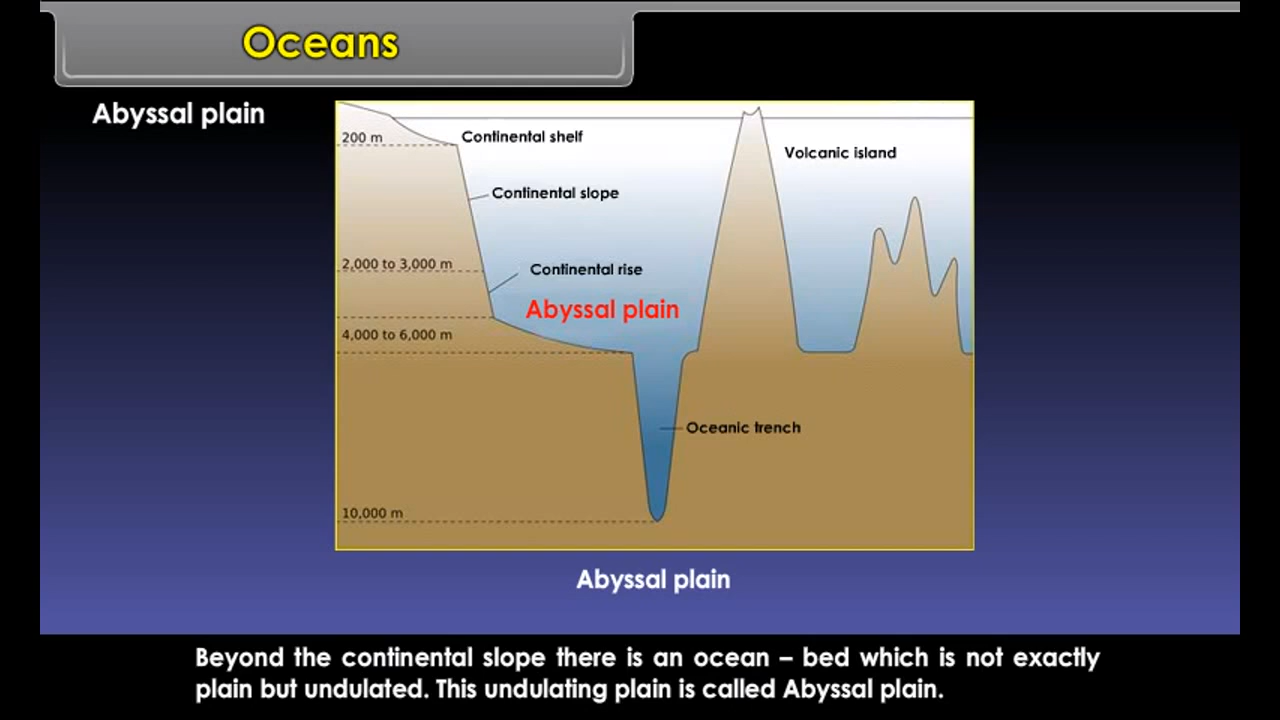 Oceans
Abyssal plain
200 m
Continental shelf
Volcanic island
Continental slope
2,000 to 3,000 m
Continental rise
Abyssal plain
4,000 to 6,000 m
Oceanic trench
10,000 m
Abyssal plain
Beyond the continental slope there is an ocean – bed which is not exactly
plain but undulated. This undulating plain is called Abyssal plain.